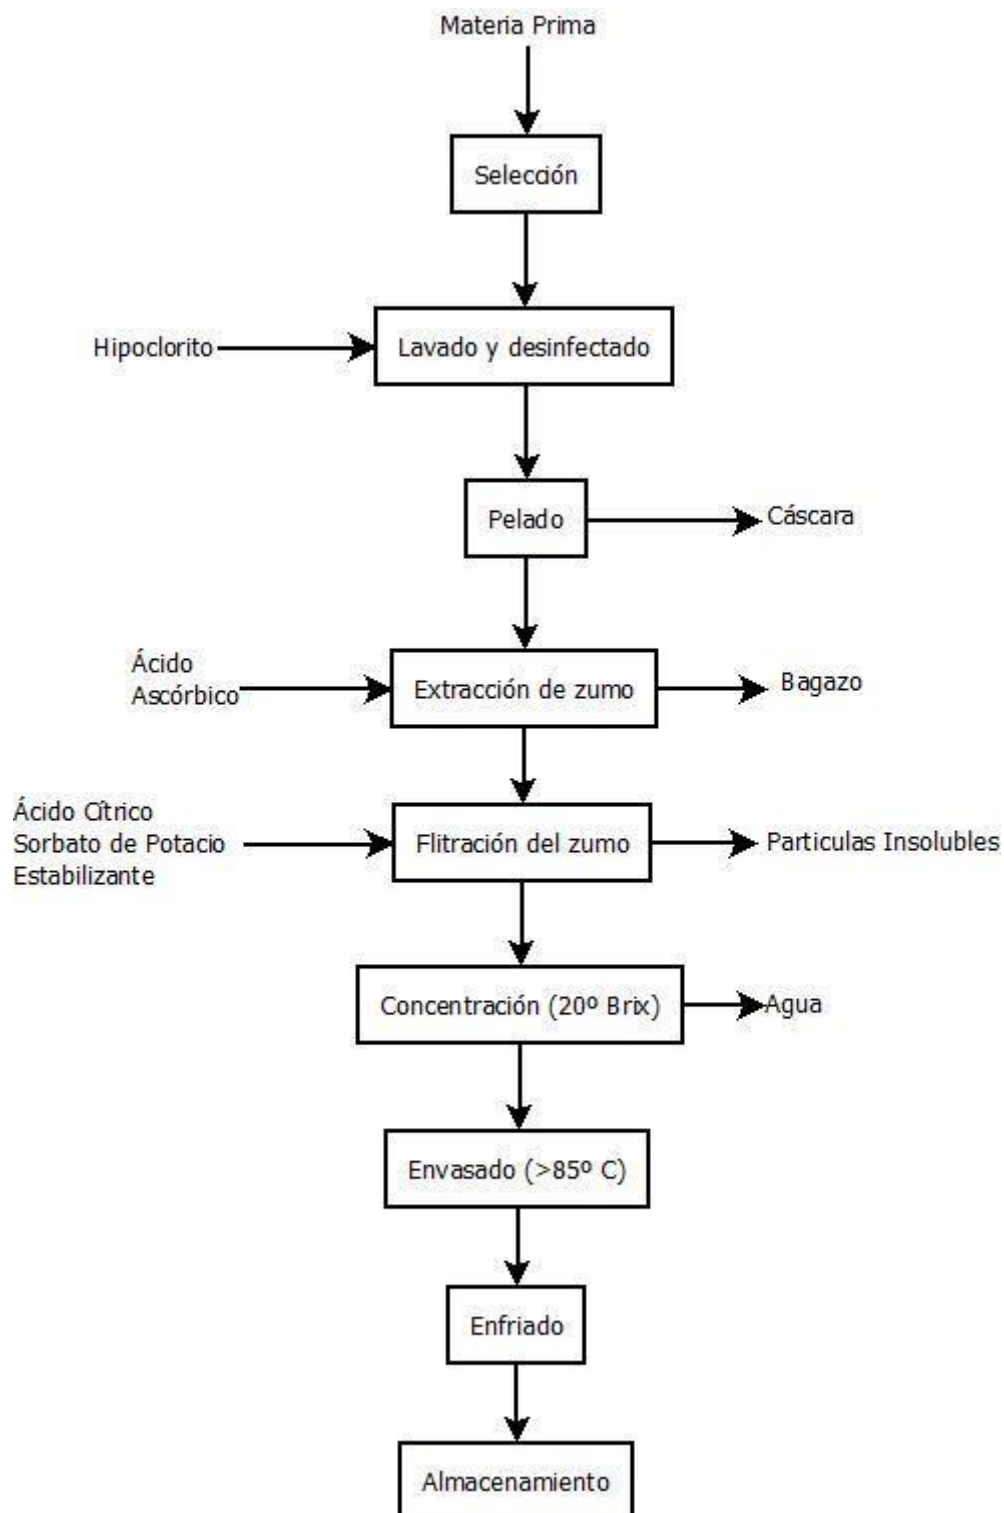 Materia Prima
Selección
Hipoclorito
Lavado y desinfectado
Pelado
Cáscara
Ácido
Ascórbico
Extracción de zumo
Bagazo
Ácido Cítrico
Sorbato de Potacio
Estabilizante
Flitración del zumo
Particulas Insolubles
Concentración (20º Brix)
Agua
Envasado (>85º C)
Enfriado
Almacenamiento